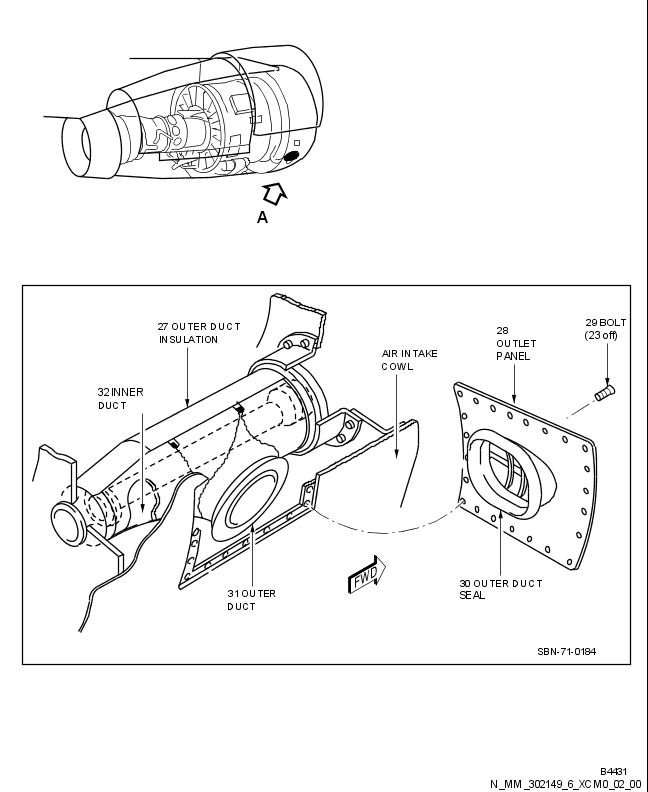 A
27 OUTER DUCT
INSULATION
32 INNER
DUCT
AIR INTAKE
COWL
28
OUTLET
PANEL
29 BOLT
(23 off)
31 OUTER
DUCT
FWD
30 OUTER DUCT
SEAL
SBN-71-0184
B4431
N_MM_302149_6_XCM0_02_00